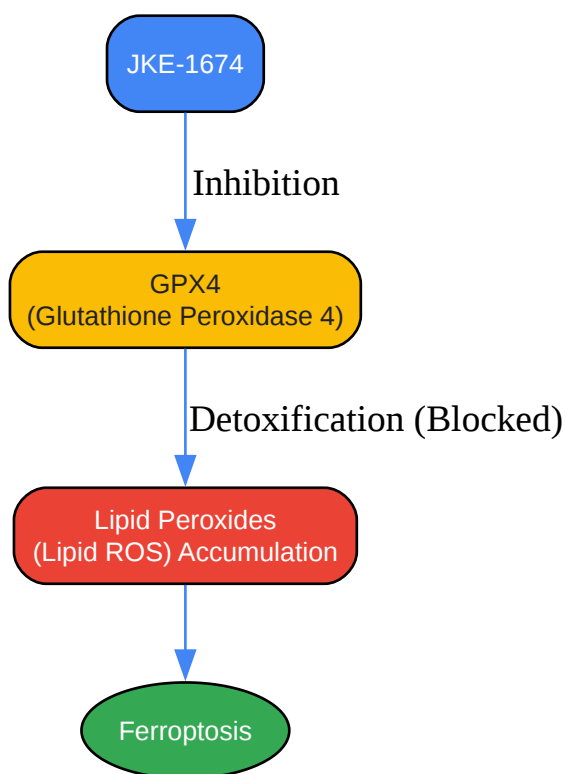 JKE-1674
Inhibition
GPX4
(Glutathione Peroxidase 4)
Detoxification (Blocked)
Lipid Peroxides
(Lipid ROS) Accumulation
Ferroptosis